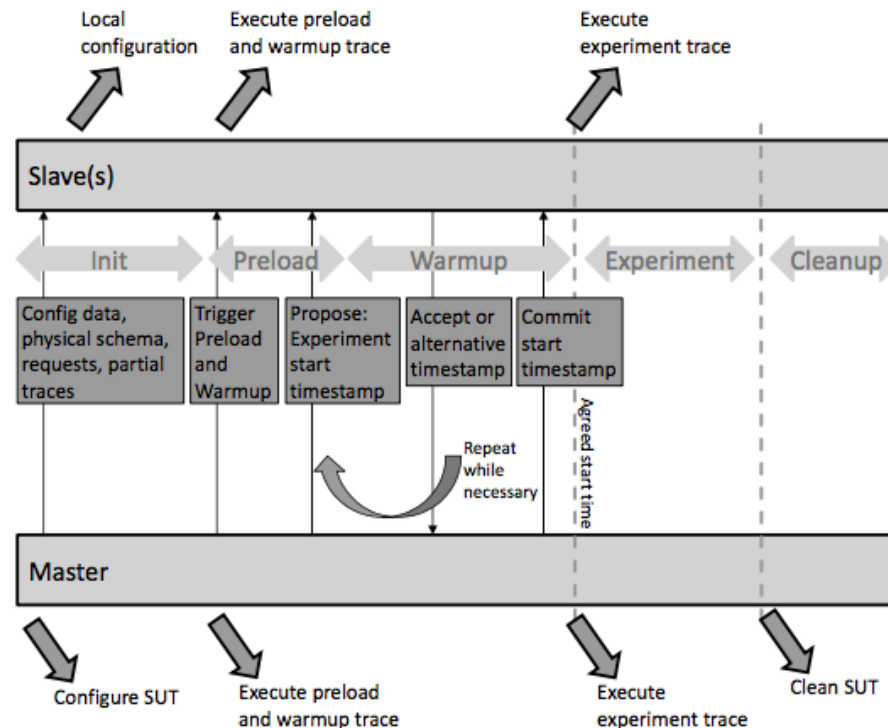 Local
configuration
Execute preload
and warmup trace
Execute
experiment trace
Slave(s)
Init
Preload
Warmup
Experiment
Cleanup
Config data,
physical schema,
requests, partial
traces
Trigger
Preload
and
Warmup
Propose:
Experiment
start
timestamp
Accept or
alternative
timestamp
Commit
start
timestamp
Agreed start time
Repeat
while
necessary
Master
Configure SUT
Execute preload
and warmup trace
Execute
experiment trace
Clean SUT